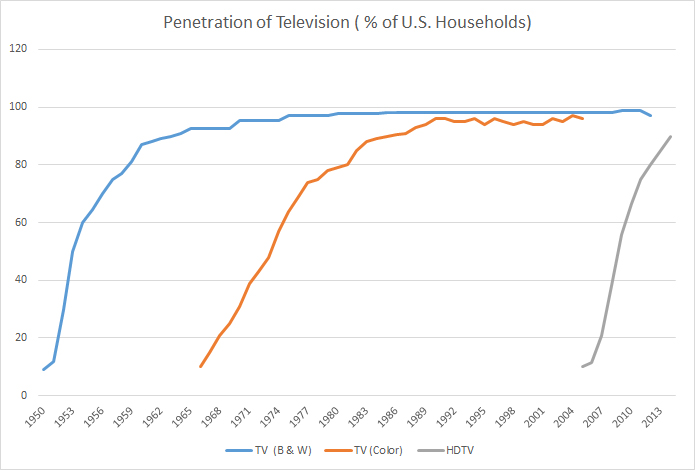 Penetration of Television ( % of U.S. Households)
120
100
80
60
40
20
0
1950 1953 1956 1959 1962 1965 1968 1971 1974 1977 1980 1983 1986 1989 1992 1995 1998 2001 2004 2007 2010 2013
TV (B & W) TV (Color) HDTV